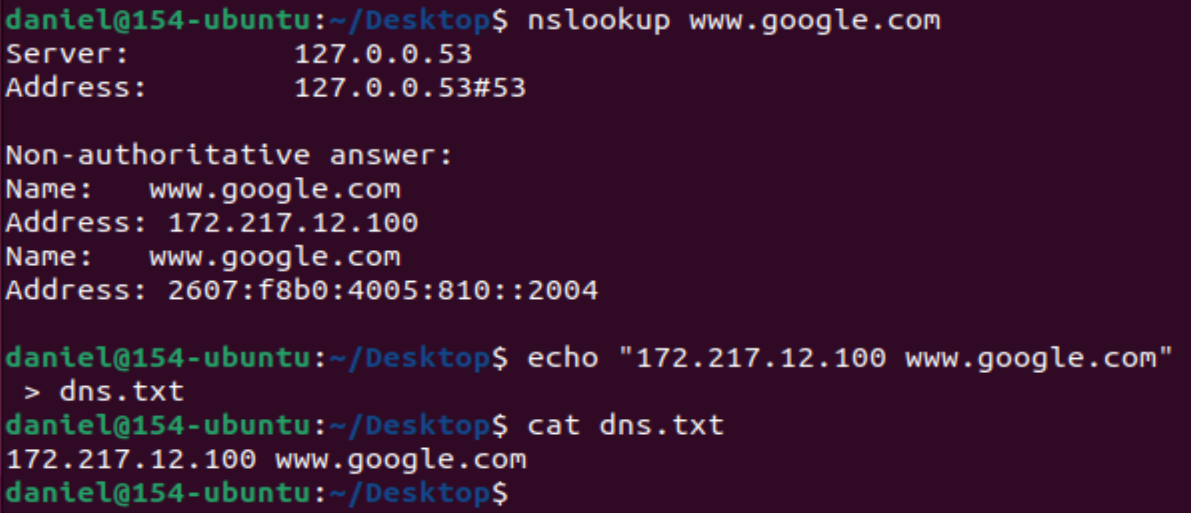 daniel@154-ubuntu:~/Desktop$ nslookup www.google.com
Server:         127.0.0.53
Address:        127.0.0.53#53

Non-authoritative answer:
Name:   www.google.com
Address: 172.217.12.100
Name:   www.google.com
Address: 2607:f8b0:4005:810::2004

daniel@154-ubuntu:~/Desktop$ echo "172.217.12.100 www.google.com"
 > dns.txt
daniel@154-ubuntu:~/Desktop$ cat dns.txt
172.217.12.100 www.google.com
daniel@154-ubuntu:~/Desktop$